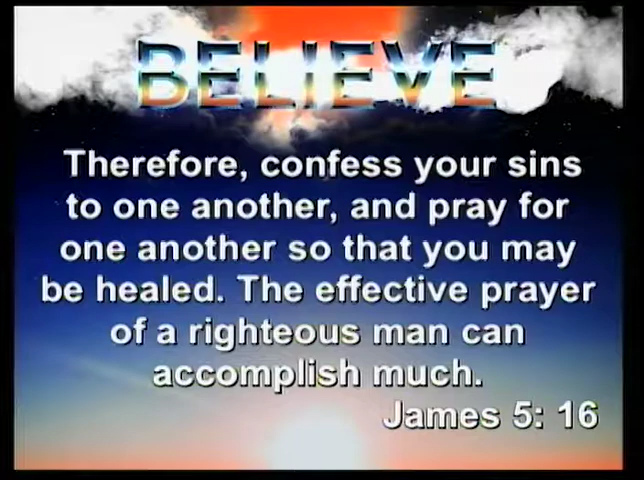 BELIEVE
Therefore, confess your sins
to one another, and pray for
one another so that you may
be healed. The effective prayer
of a righteous man can
accomplish much.
James 5: 16